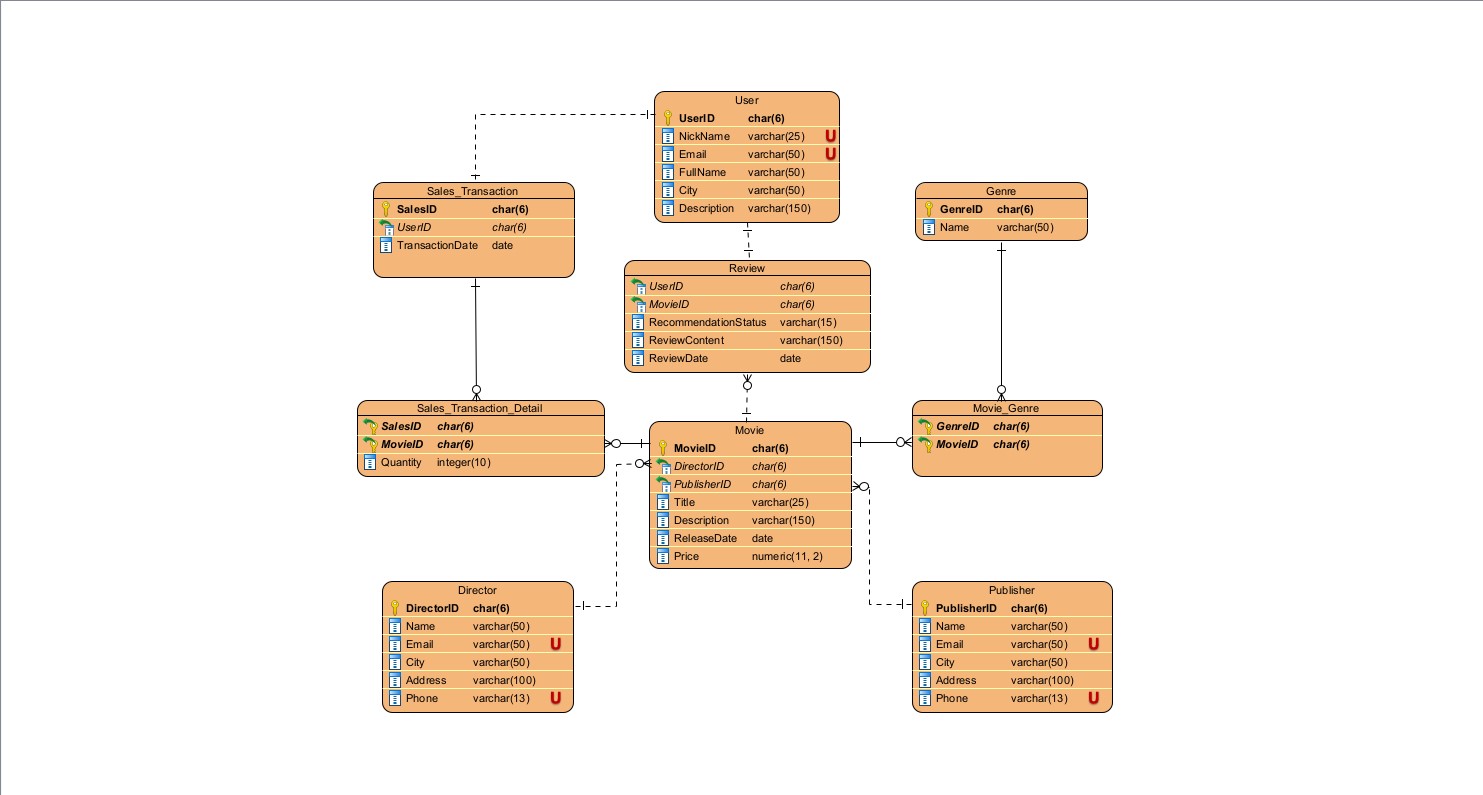 User
UserID char(6)
NickName varchar(25) U
Email varchar(50) U
FullName varchar(50)
City varchar(50)
Description varchar(150)
Sales_Transaction
SalesID char(6)
UserID char(6)
TransactionDate date
Genre
GenreID char(6)
Name varchar(50)
Review
UserID char(6)
MovieID char(6)
RecommendationStatus varchar(15)
ReviewContent varchar(150)
ReviewDate date
Sales_Transaction_Detail
SalesID char(6)
MovieID char(6)
Quantity integer(10)
Movie
MovieID char(6)
DirectorID char(6)
PublisherID char(6)
Title varchar(25)
Description varchar(150)
ReleaseDate date
Price numeric(11, 2)
Movie_Genre
GenreID char(6)
MovieID char(6)
Director
DirectorID char(6)
Name varchar(50)
Email varchar(50) U
City varchar(50)
Address varchar(100)
Phone varchar(13) U
Publisher
PublisherID char(6)
Name varchar(50)
Email varchar(50) U
City varchar(50)
Address varchar(100)
Phone varchar(13) U